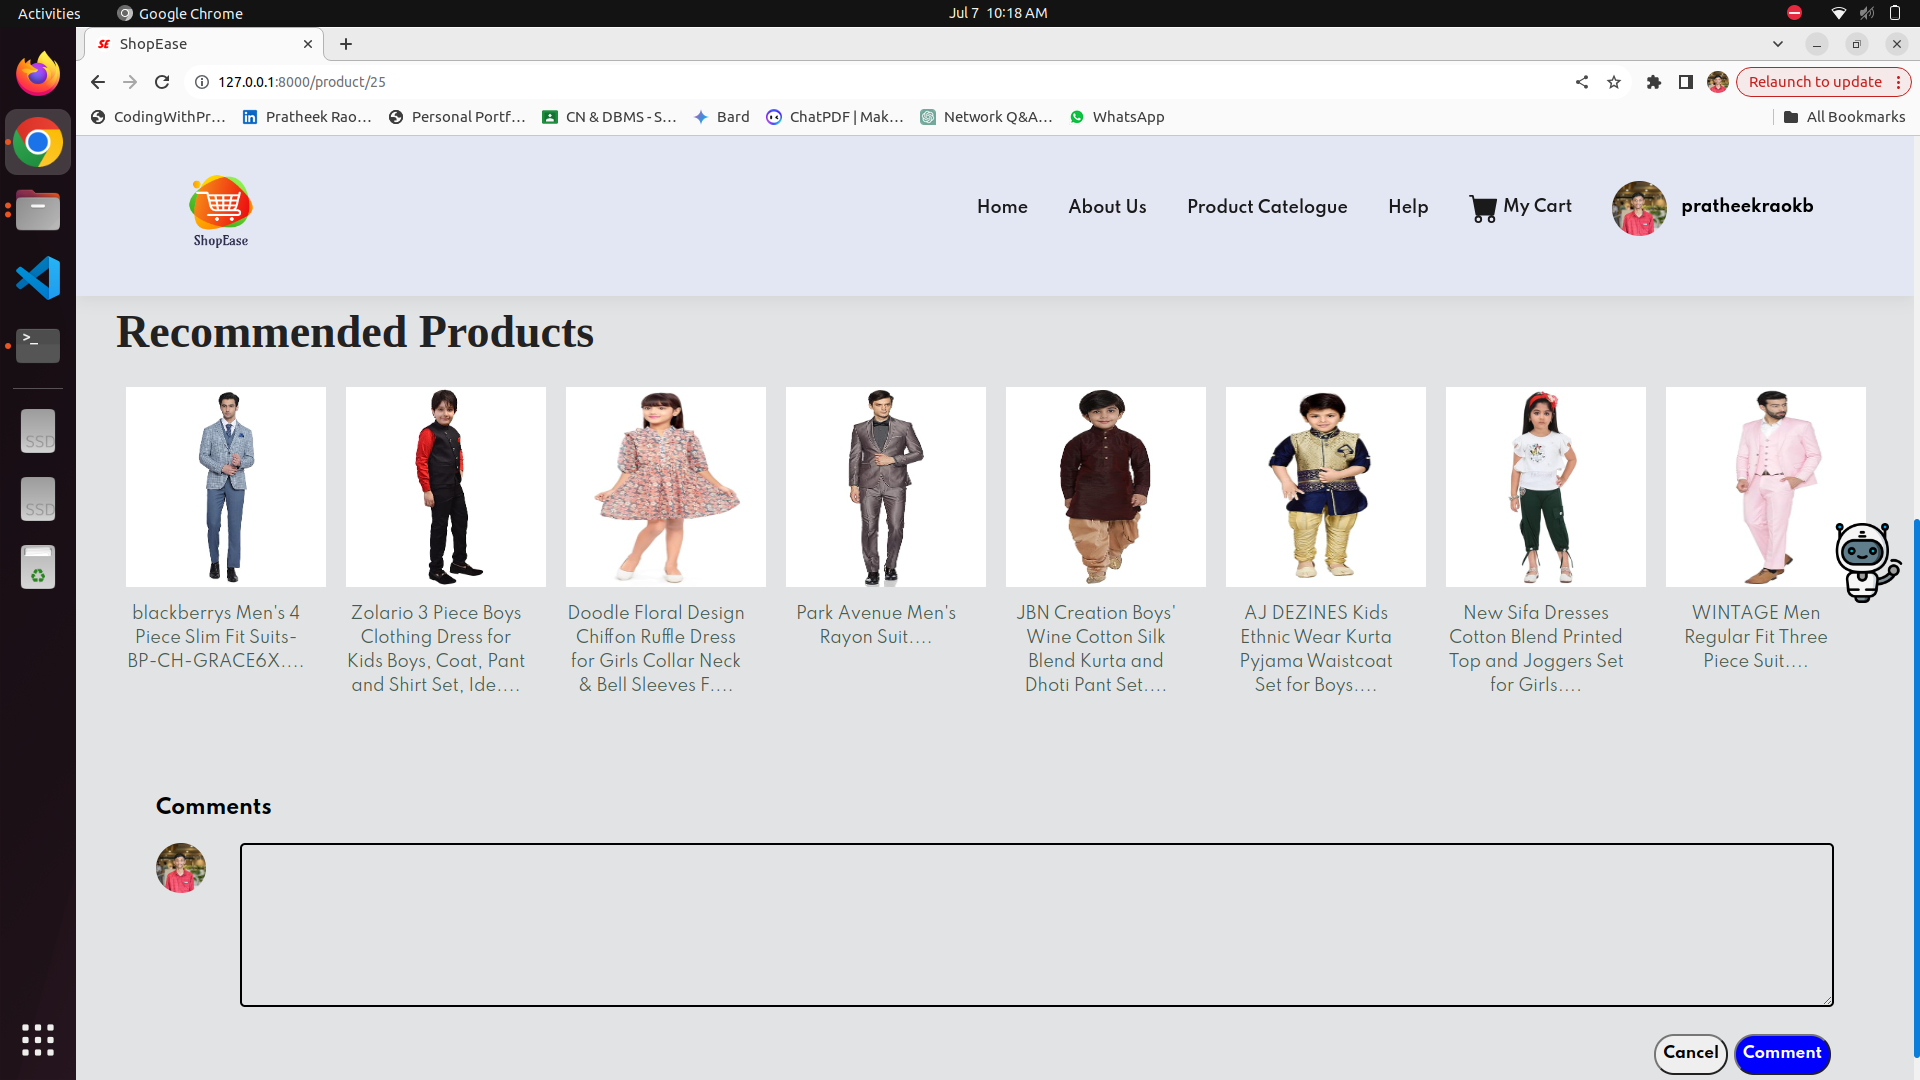 Activities
Google Chrome
Jul 7 10:18 AM
SE ShopEase
127.0.0.1:8000/product/25
Relaunch to update
CodingWithPr...
Pratheek Rao...
Personal Portf...
CN & DBMS - S...
Bard
ChatPDF | Mak...
Network Q&A...
WhatsApp
All Bookmarks
ShopEase
Home
About Us
Product Catelogue
Help
My Cart
pratheekraokb
Recommended Products
blackberrys Men's 4
Piece Slim Fit Suits-
BP-CH-GRACE6X....
Zolario 3 Piece Boys
Clothing Dress for
Kids Boys, Coat, Pant
and Shirt Set, Ide....
Doodle Floral Design
Chiffon Ruffle Dress
for Girls Collar Neck
& Bell Sleeves F....
Park Avenue Men's
Rayon Suit....
JBN Creation Boys'
Wine Cotton Silk
Blend Kurta and
Dhoti Pant Set....
AJ DEZINES Kids
Ethnic Wear Kurta
Pyjama Waistcoat
Set for Boys....
New Sifa Dresses
Cotton Blend Printed
Top and Joggers Set
for Girls....
WINTAGE Men
Regular Fit Three
Piece Suit....
SSD
SSD
Comments
Cancel
Comment